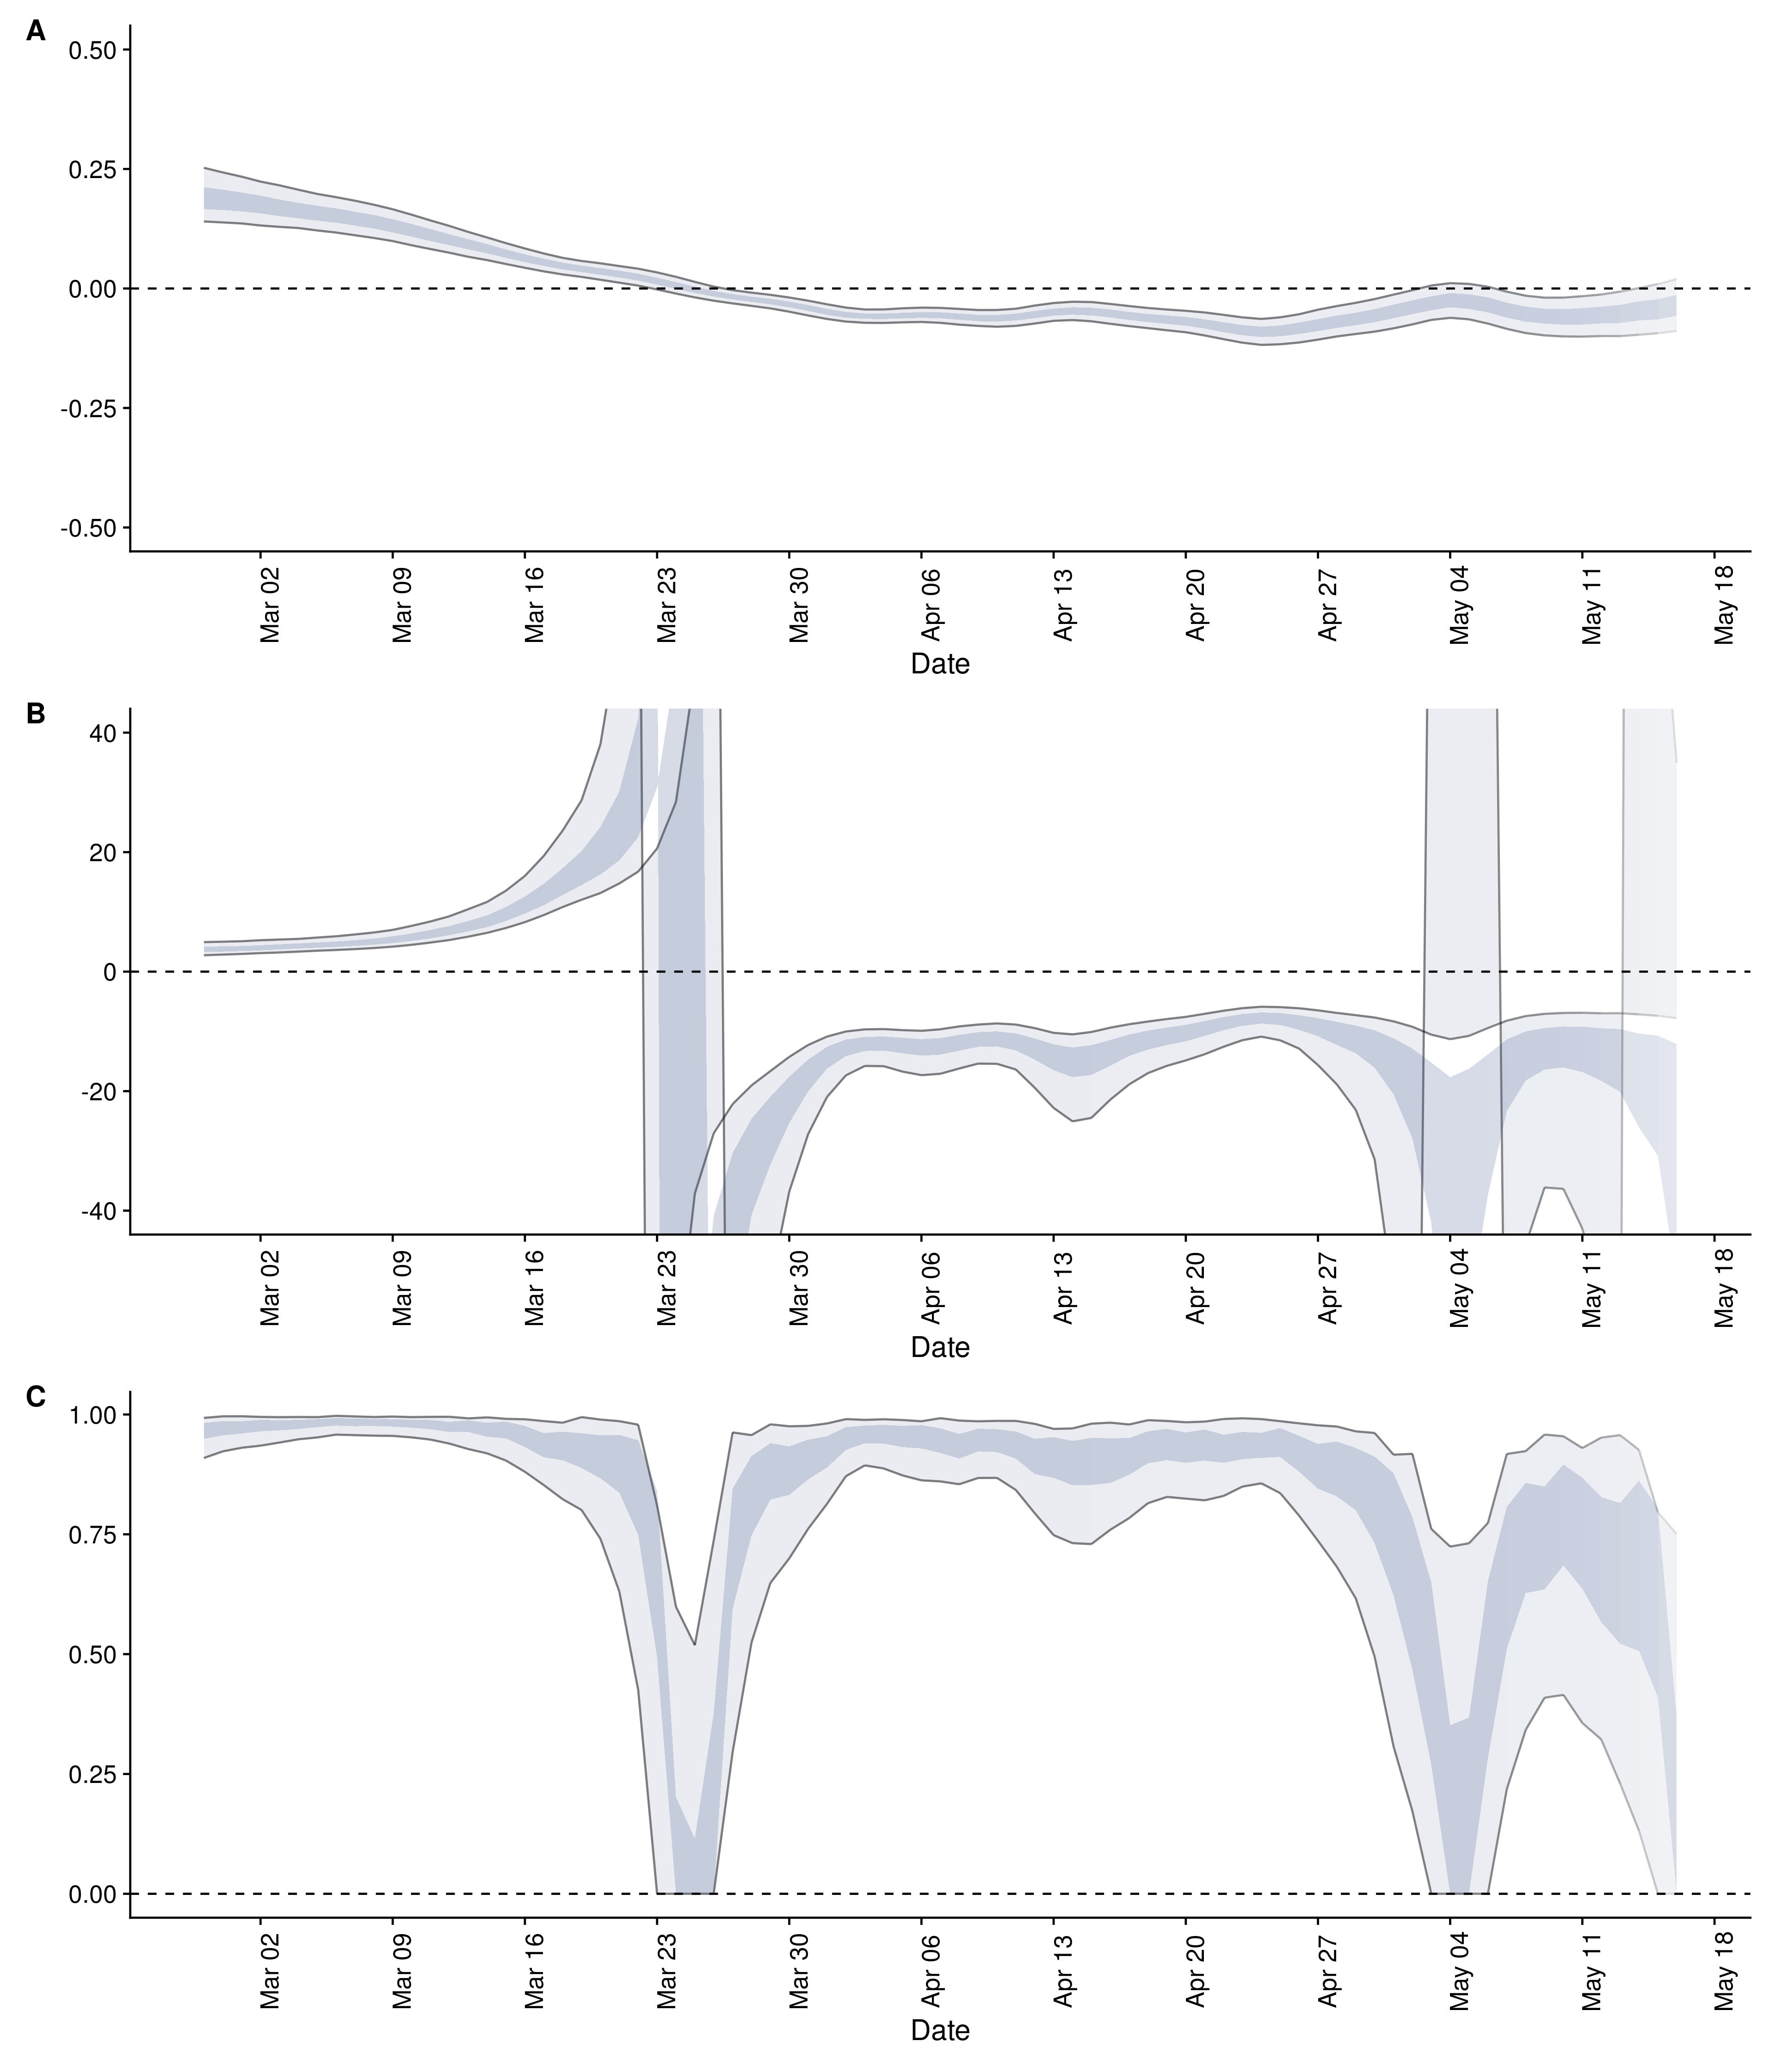 A
0.50
0.25
0.00
-0.25
-0.50
Mar 02
Mar 09
Mar 16
Mar 23
Mar 30
Apr 06
Apr 13
Apr 20
Apr 27
May 04
May 11
May 18
Date
B
40
20
0
-20
-40
Mar 02
Mar 09
Mar 16
Mar 23
Mar 30
Apr 06
Apr 13
Apr 20
Apr 27
May 04
May 11
May 18
Date
C
1.00
0.75
0.50
0.25
0.00
Mar 02
Mar 09
Mar 16
Mar 23
Mar 30
Apr 06
Apr 13
Apr 20
Apr 27
May 04
May 11
May 18
Date